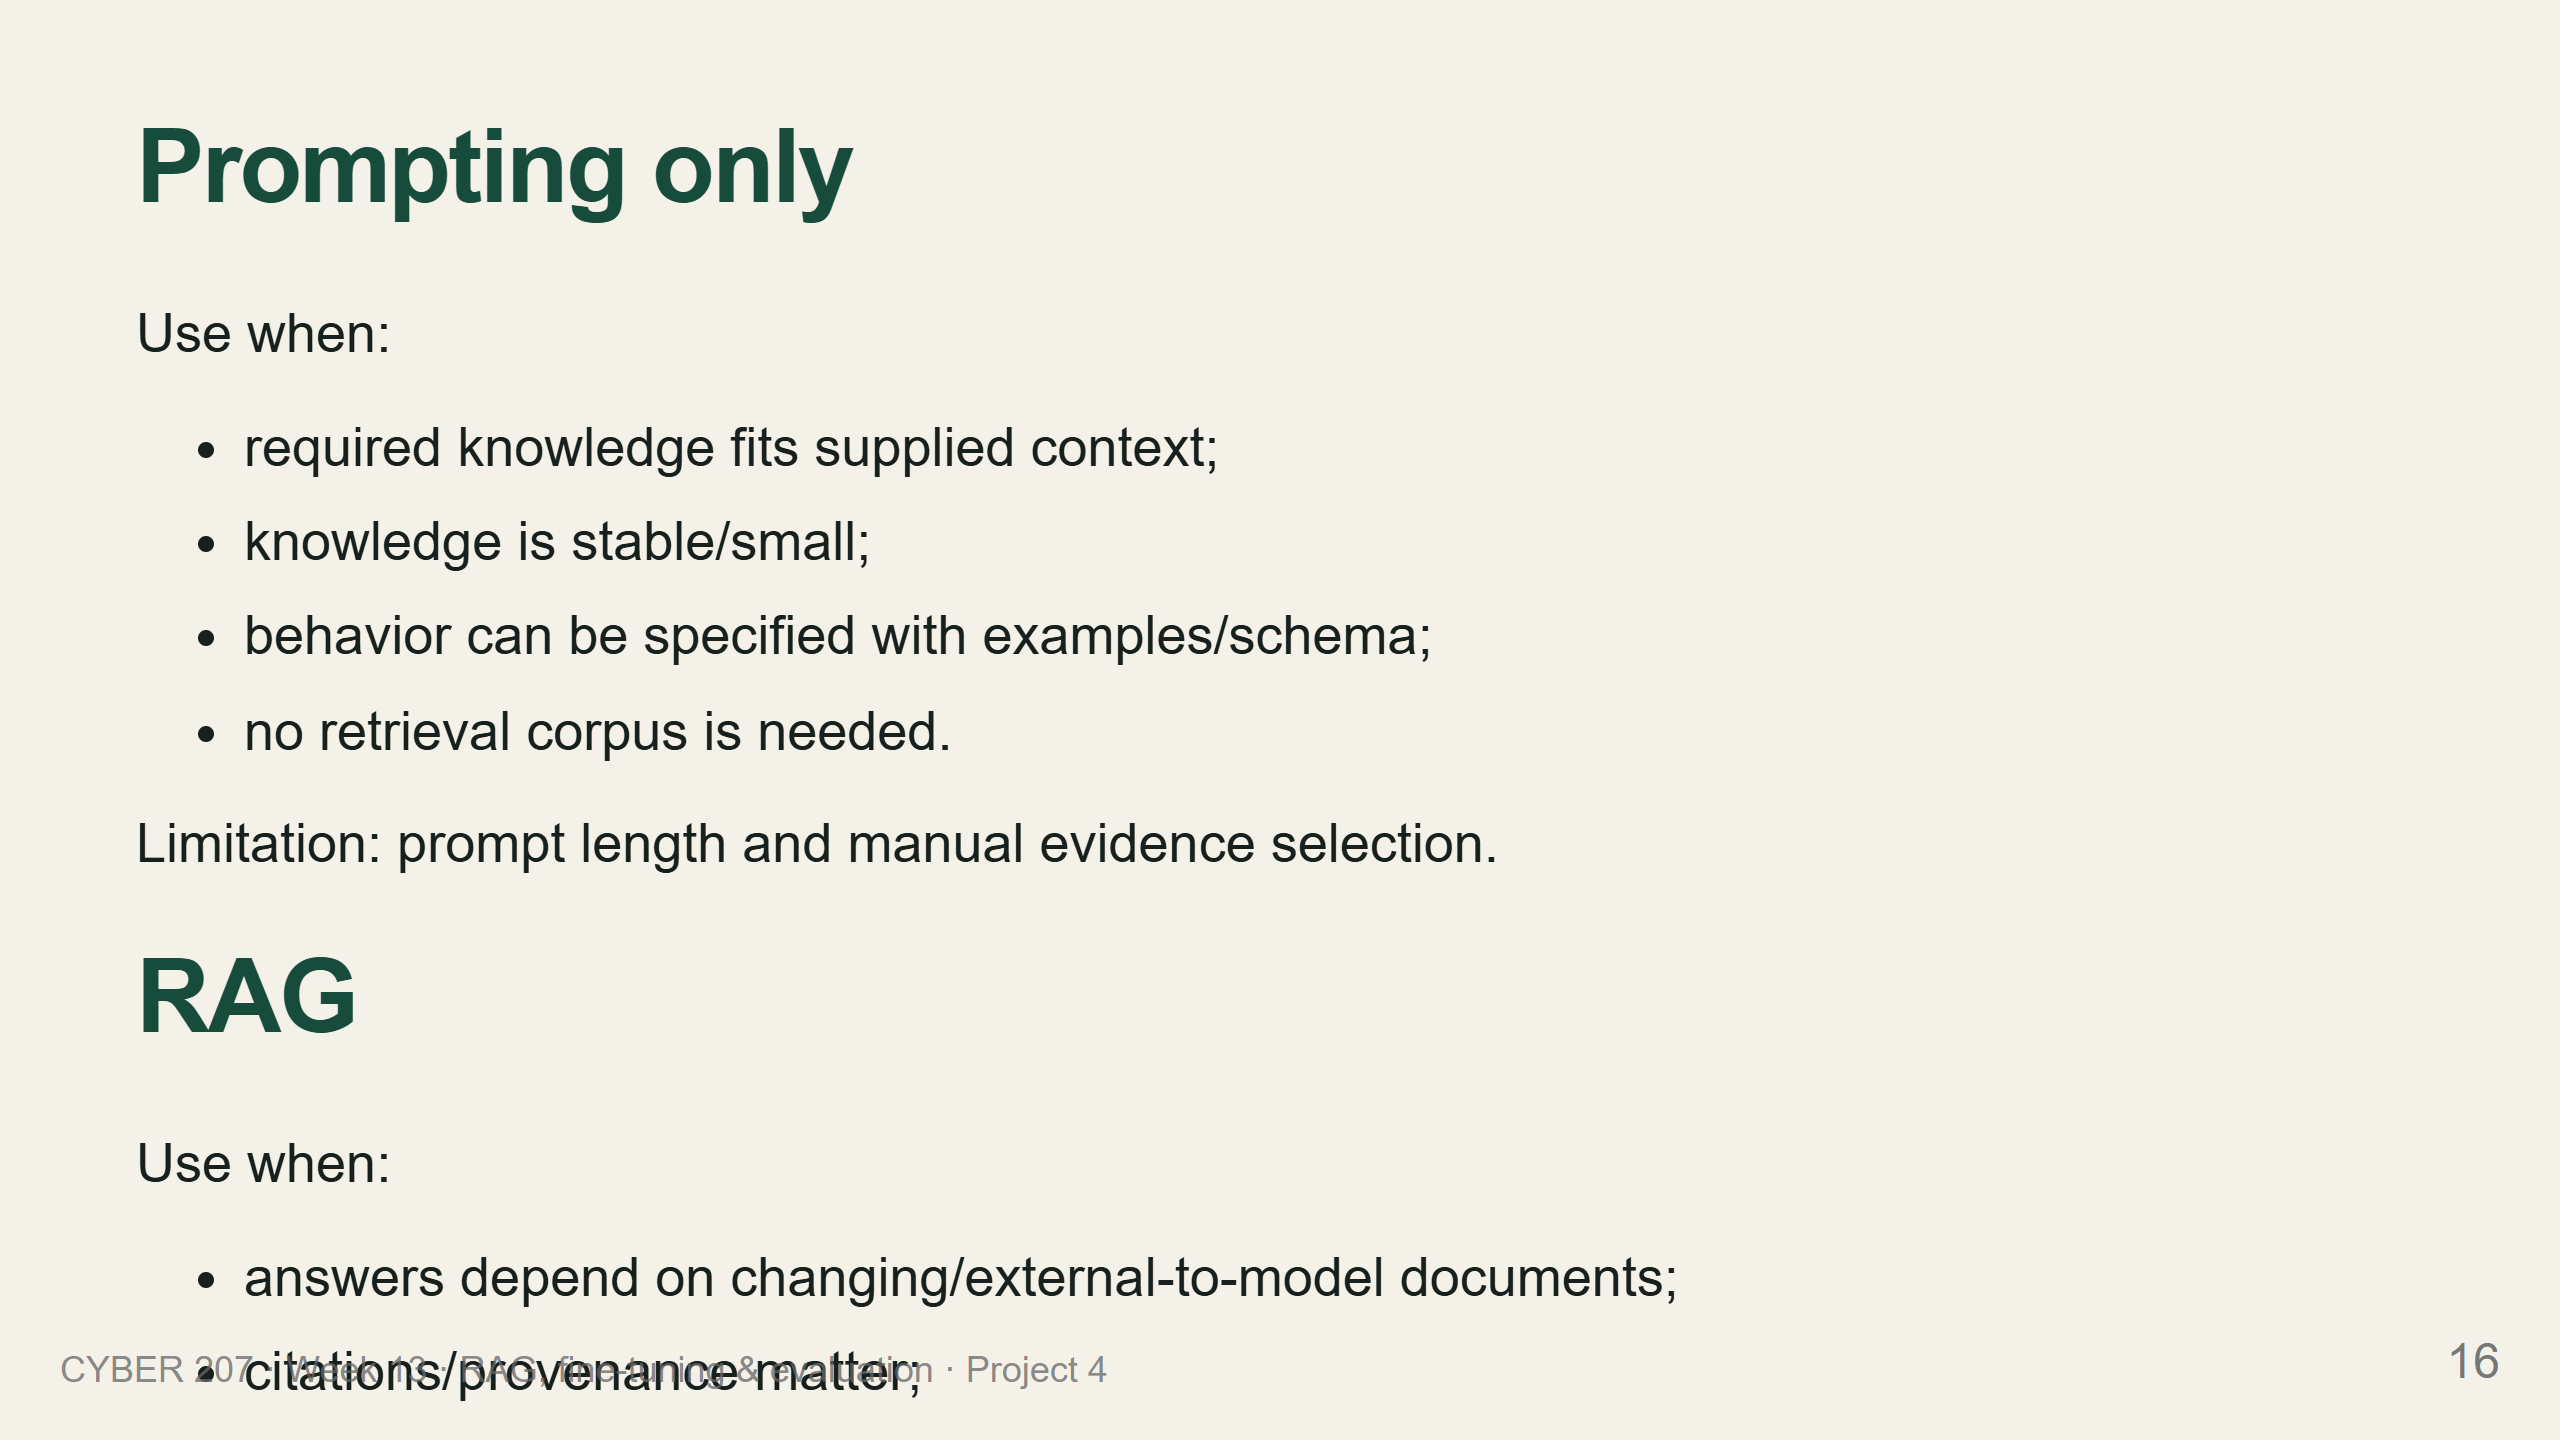 Prompting only
Use when:
• required knowledge fits supplied context;
• knowledge is stable/small;
• behavior can be specified with examples/schema;
• no retrieval corpus is needed.
Limitation: prompt length and manual evidence selection.
RAG
Use when:
• answers depend on changing/external-to-model documents;
• citations/provenance matter;
CYBER 207 · Week 13 · RAG, fine-tuning & evaluation · Project 4
16